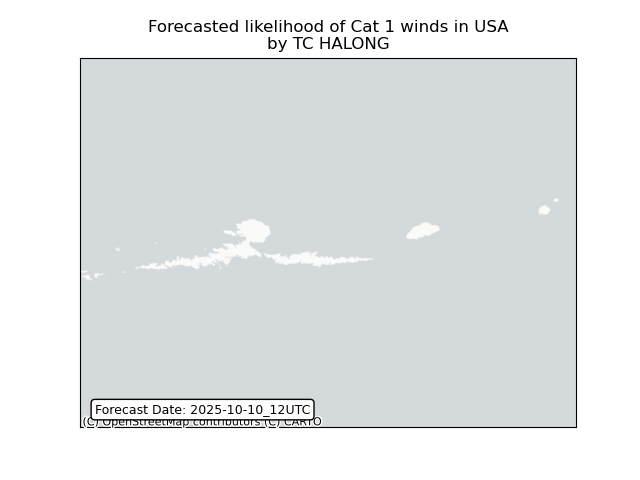 Forecasted likelihood of Cat 1 winds in USA
by TC HALONG
Forecast Date: 2025-10-10_12UTC
(C) OpenStreetMap contributors (C) CARTO